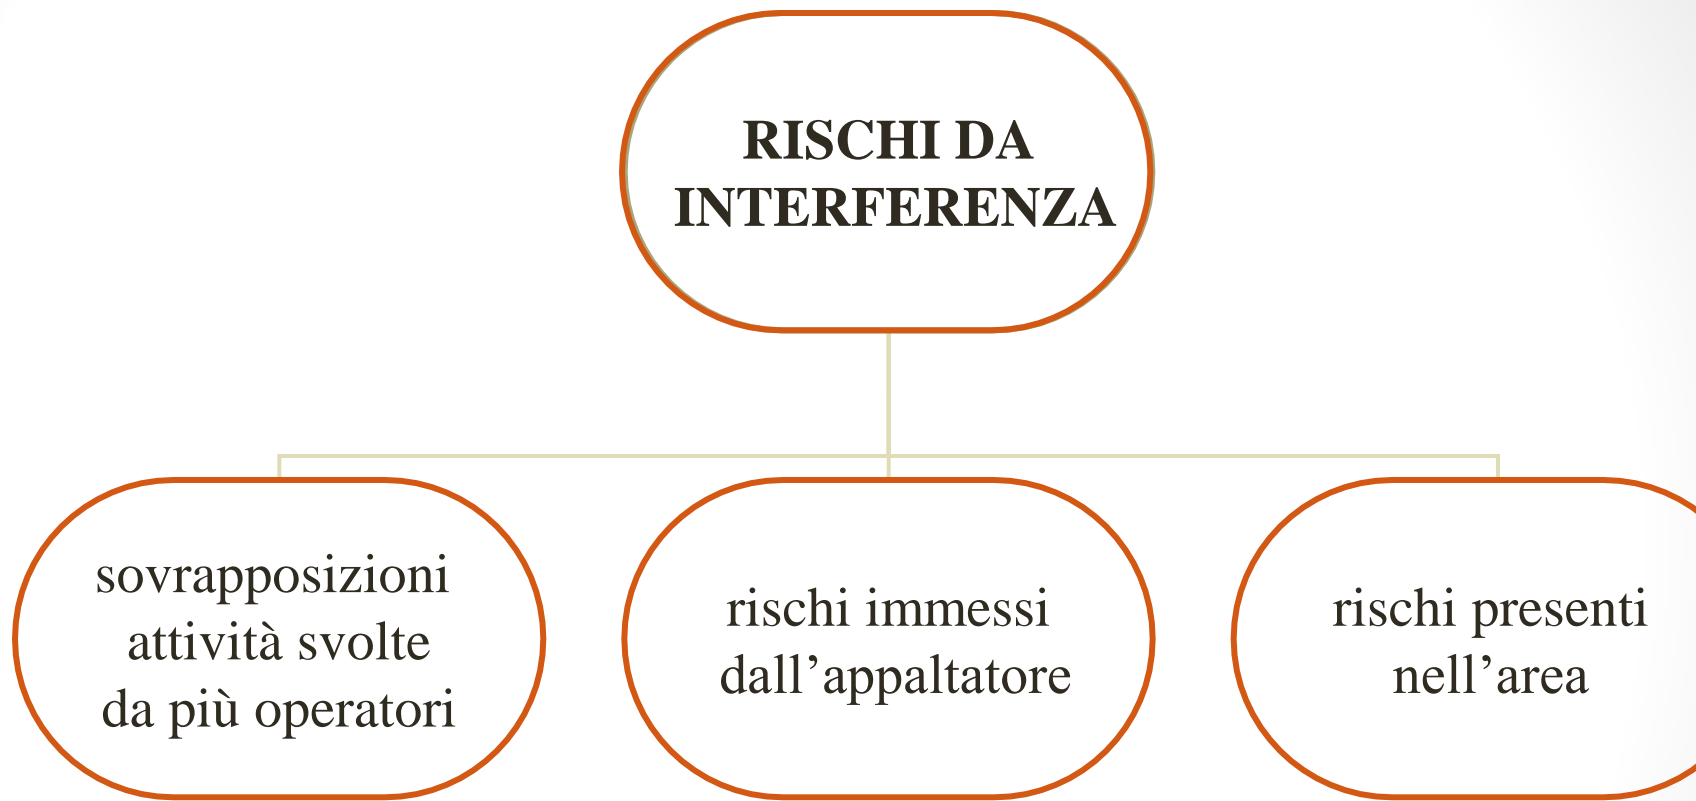 RISCHI DA
INTERFERENZA
sovrapposizioni
attività svolte
da più operatori
rischi immessi
dall’appaltatore
rischi presenti
nell’area